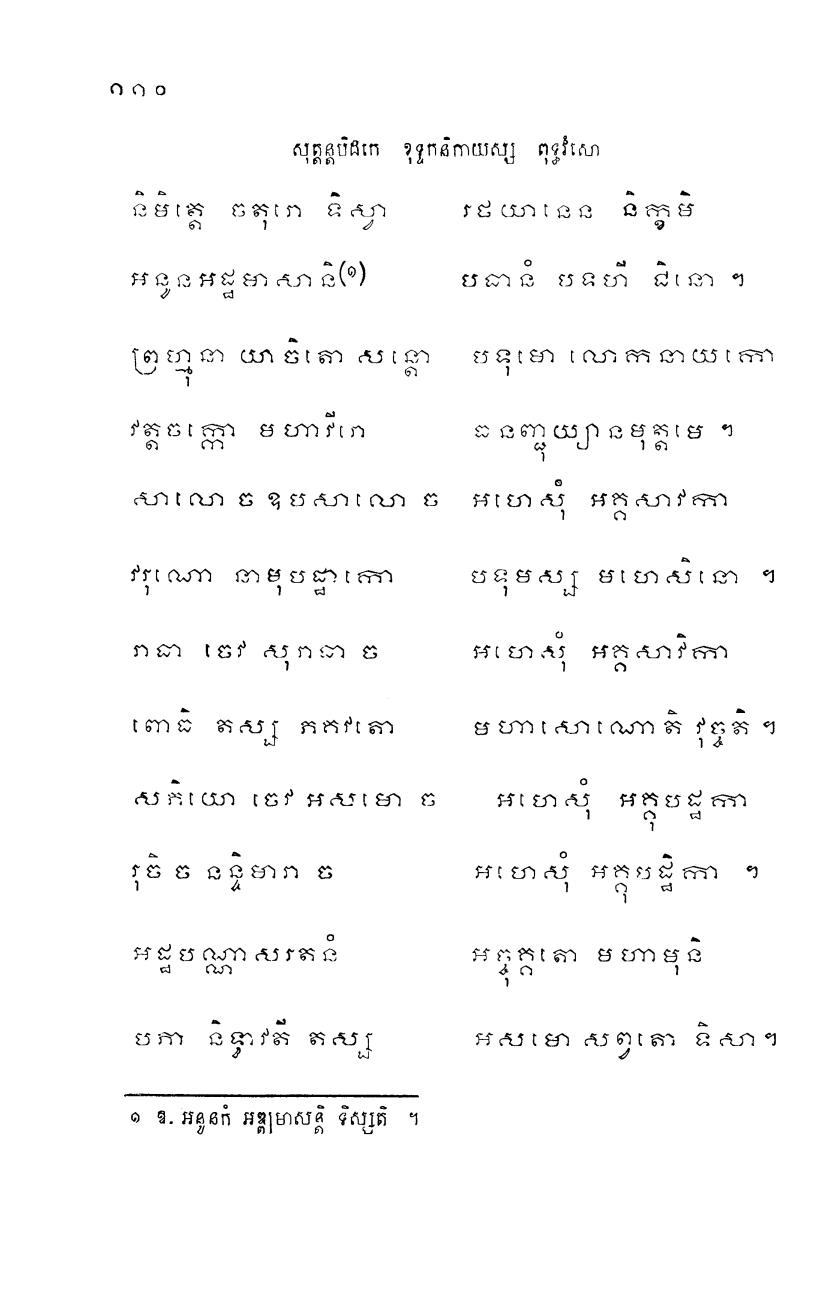 ១១០
សុត្តន្តបិដកេ ខុទ្ទកនិកាយស្ស ពុទ្ធវំសោ
និមិត្តេ ចតុរោ ទិស្វា រថយានេន និក្ខមិ
អនូនអដ្ឋមាសានិ(១) បធានំ បទហី ជិនោ ។
ព្រហ្មុនា យាចិតោ សន្តោ បទុមោ លោកនាយកោ
វត្តចក្កោ មហាវីរោ ធនញ្ជុយ្យានមុត្តមេ ។
សាលោ ច ឧបសាលោ ច អហេសុំ អគ្គសាវកា
វរុណោ នាមុបដ្ឋាកោ បទុមស្ស មហេសិនោ ។
រាធា ចេវ សុរាធា ច អហេសុំ អគ្គសាវិកា
ពោធិ តស្ស ភគវតោ មហាសោណោតិ វុច្ចតិ ។
សភិយោ ចេវ អសមោ ច អហេសុំ អគ្គុបដ្ឋកា
រុចិ ច នន្ទិមារា ច អហេសុំ អគ្គុបដ្ឋិកា ។
អដ្ឋបណ្ណាសរតនំ អច្ចុគ្គតោ មហាមុនិ
បភា និទ្ធាវតី តស្ស អសមោ សព្វតោ ទិសា។
១ ឱ. អនូនកំ អឌ្ឍមាសន្តិ ទិស្សតិ ។